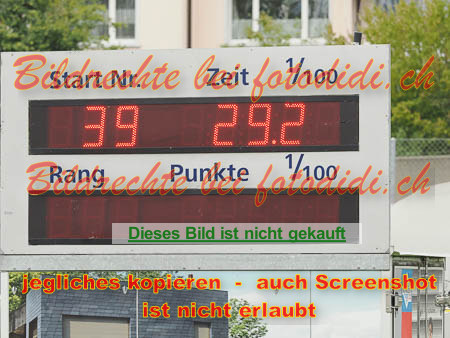 Bildrechte bei fotodidi.ch
Start Nr. Zeit 1/100
39 29.2
Bildrechte bei fotodidi.ch
Rang Punkte 1/100
Dieses Bild ist nicht gekauft
jegliches kopieren - auch Screenshot
ist nicht erlaubt